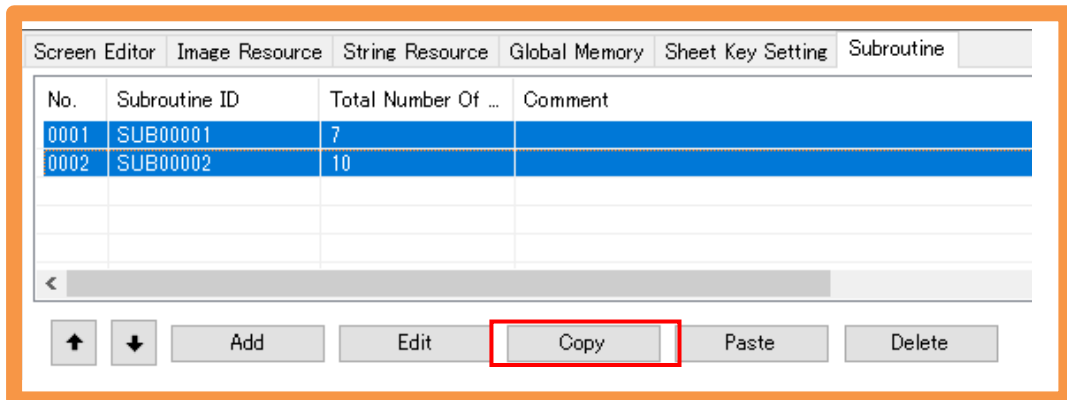 Screen Editor Image Resource String Resource Global Memory Sheet Key Setting Subroutine
No. Subroutine ID Total Number Of ... Comment
0001 SUB00001 7
0002 SUB00002 10
Add Edit Copy Paste Delete